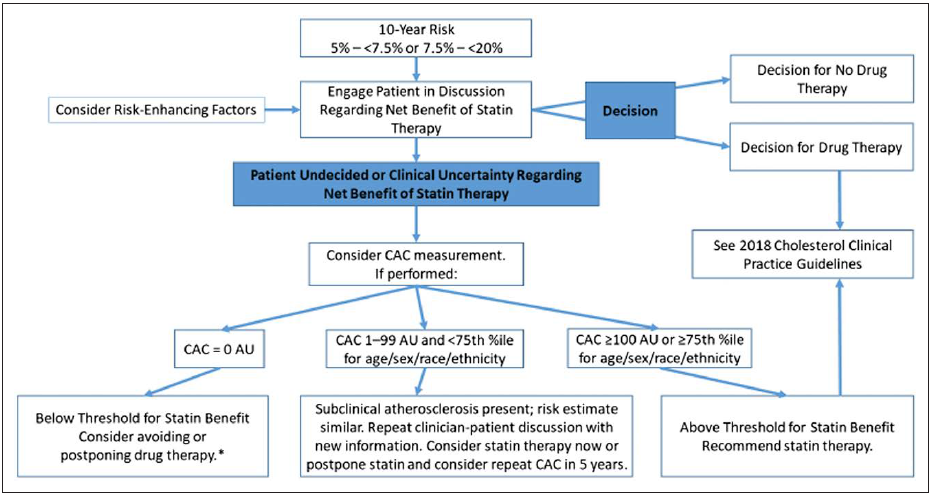 10-Year Risk
5% – <7.5% or 7.5% – <20%
Consider Risk-Enhancing Factors
Engage Patient in Discussion
Regarding Net Benefit of Statin
Therapy
Decision
Decision for No Drug
Therapy
Decision for Drug Therapy
Patient Undecided or Clinical Uncertainty Regarding
Net Benefit of Statin Therapy
See 2018 Cholesterol Clinical
Practice Guidelines
Consider CAC measurement.
If performed:
CAC = 0 AU
CAC 1–99 AU and <75th %ile
for age/sex/race/ethnicity
CAC ≥100 AU or ≥75th %ile
for age/sex/race/ethnicity
Below Threshold for Statin Benefit
Consider avoiding or
postponing drug therapy.*
Subclinical atherosclerosis present; risk estimate
similar. Repeat clinician-patient discussion with
new information. Consider statin therapy now or
postpone statin and consider repeat CAC in 5 years.
Above Threshold for Statin Benefit
Recommend statin therapy.